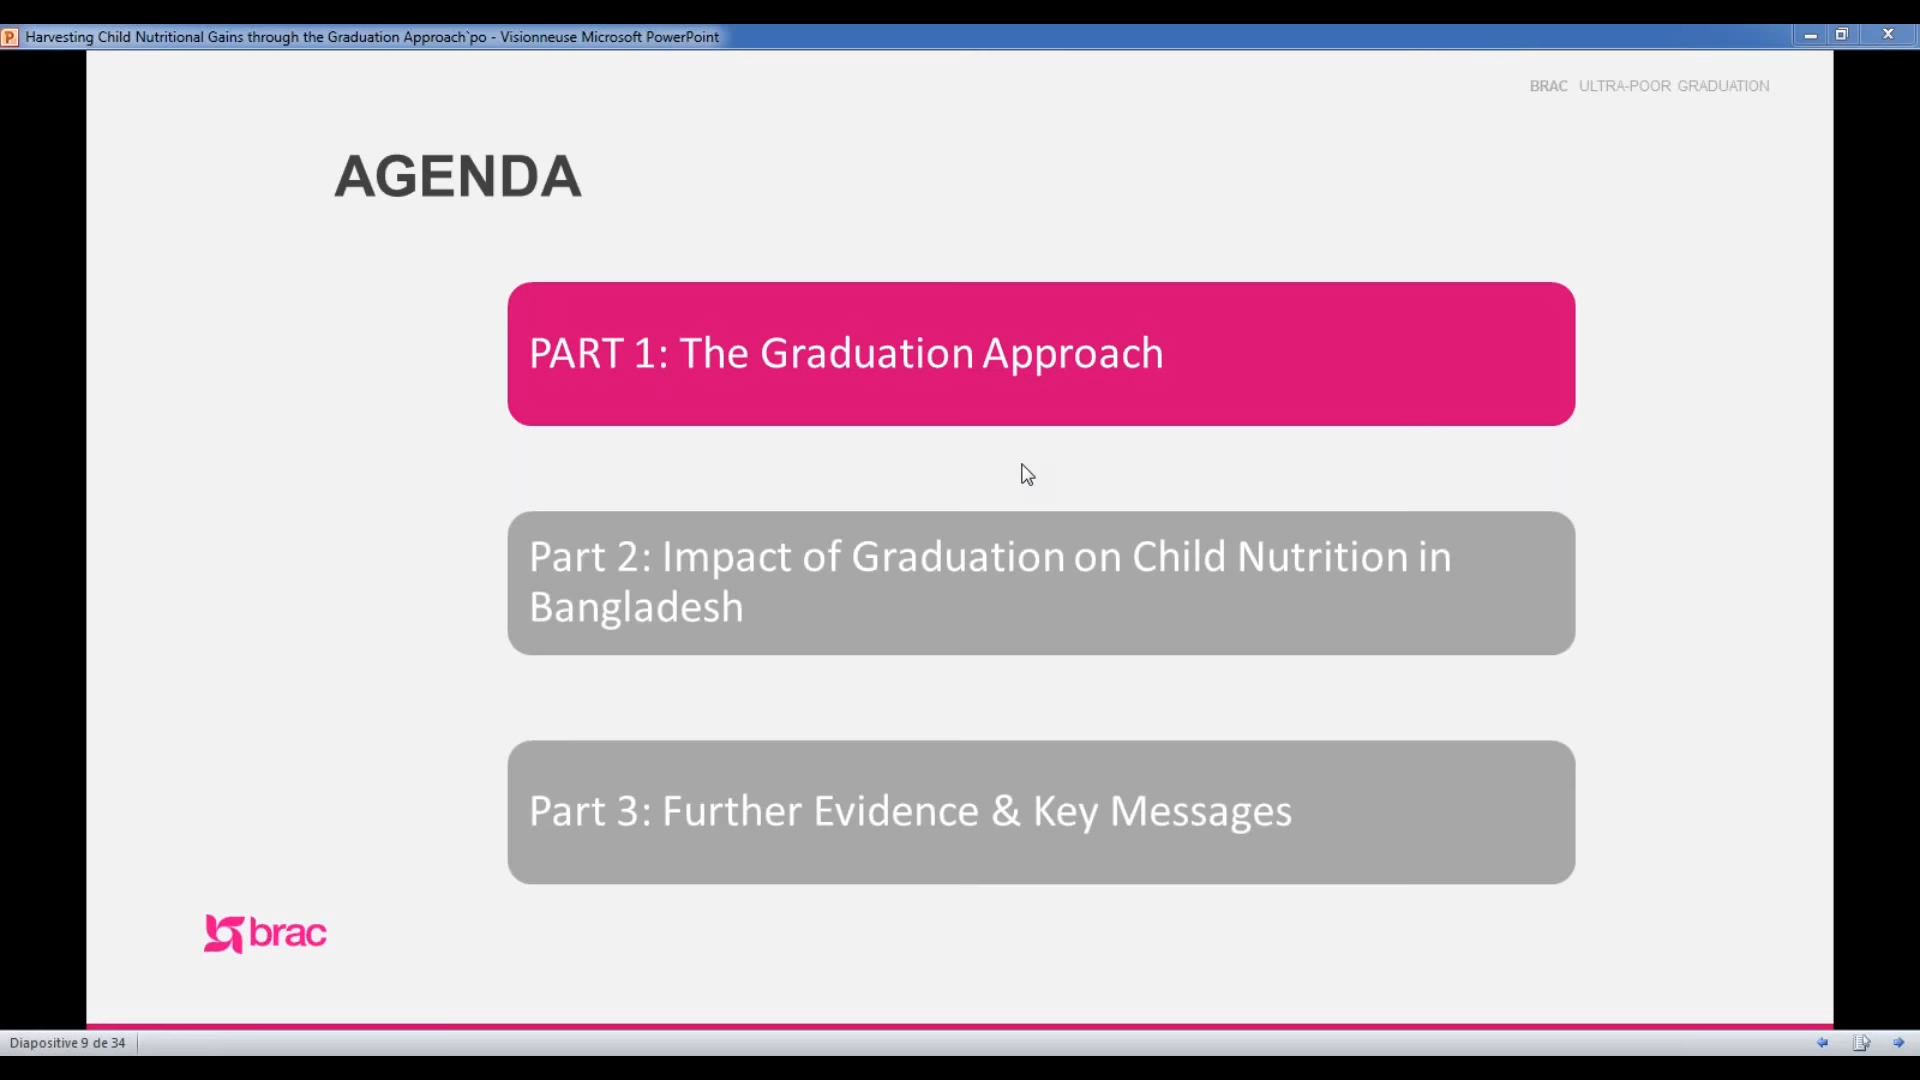 Harvesting Child Nutritional Gains through the Graduation Approach`po - Visionneuse Microsoft PowerPoint
BRAC ULTRA-POOR GRADUATION
AGENDA
PART 1: The Graduation Approach
Part 2: Impact of Graduation on Child Nutrition in
Bangladesh
Part 3: Further Evidence & Key Messages
brac
Diapositive 9 de 34